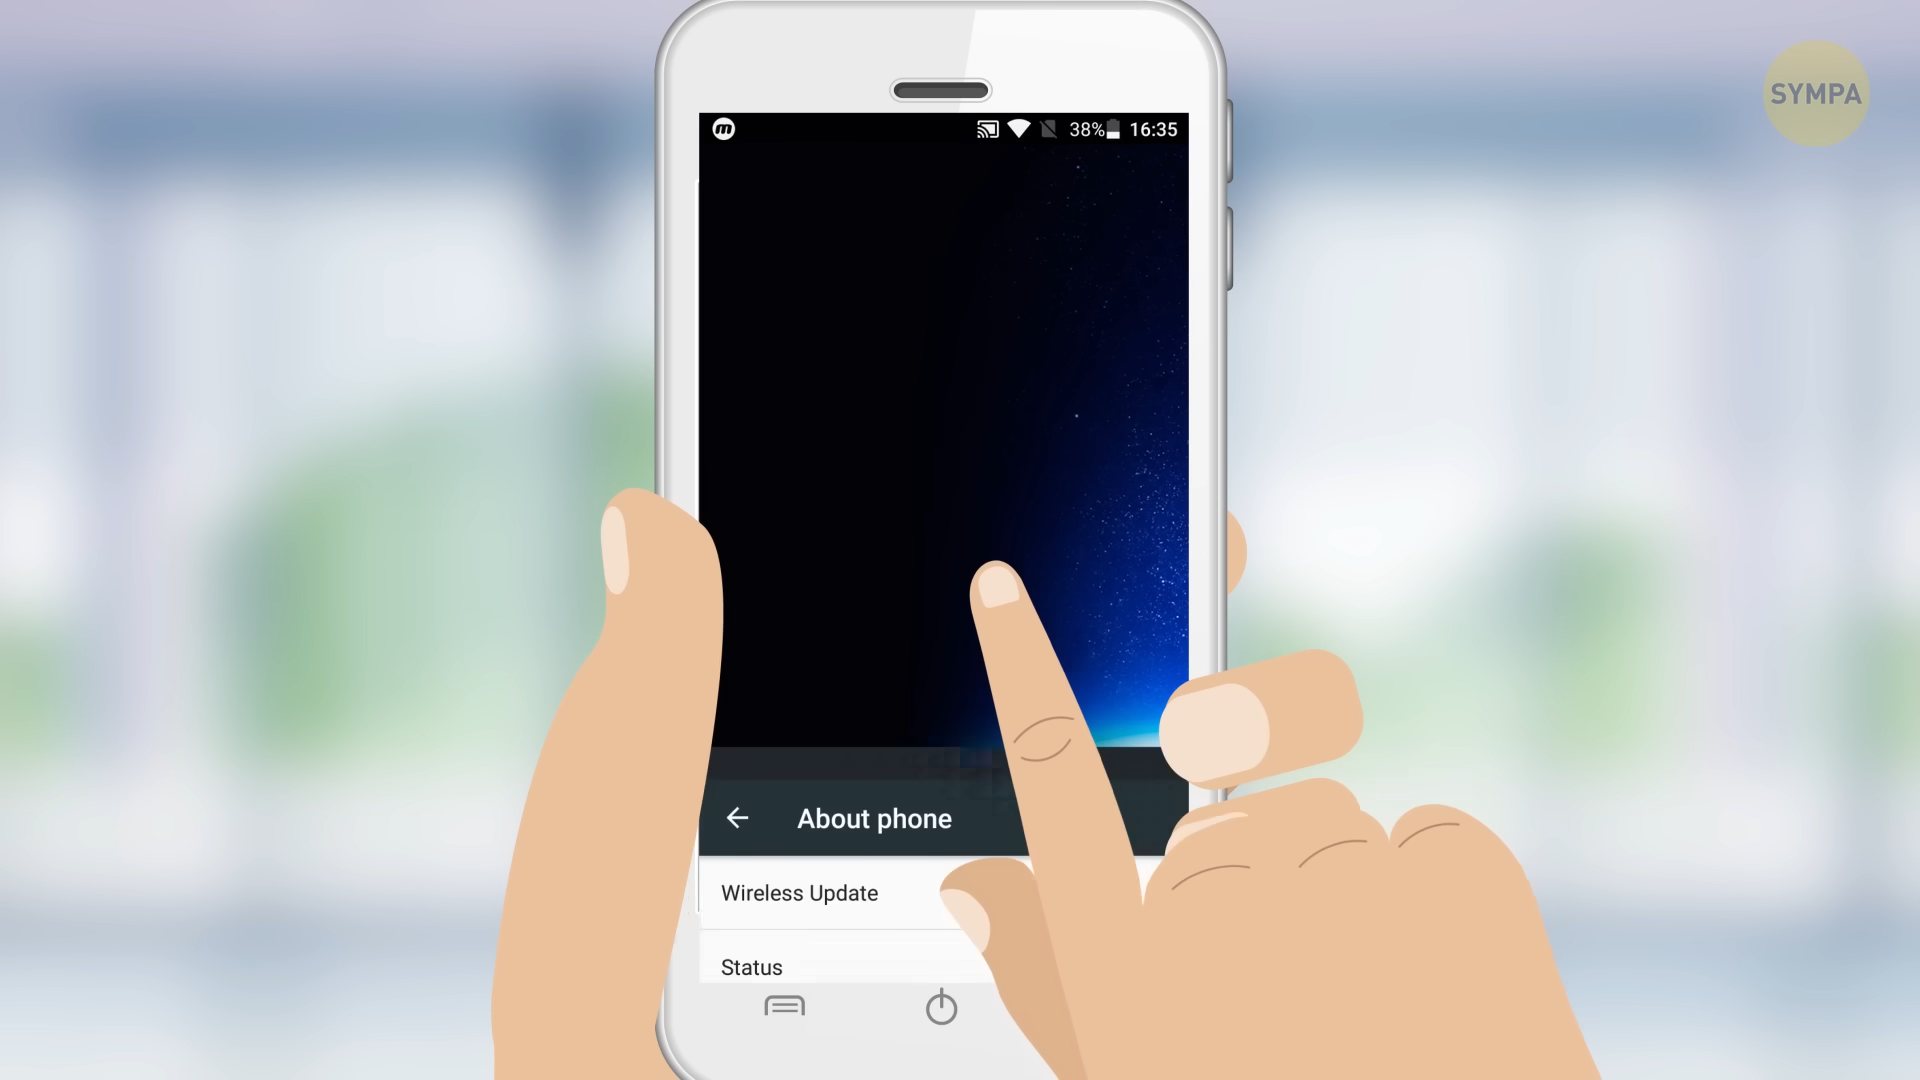 SYMPA
m
38% 16:35
About phone
Wireless Update
Status